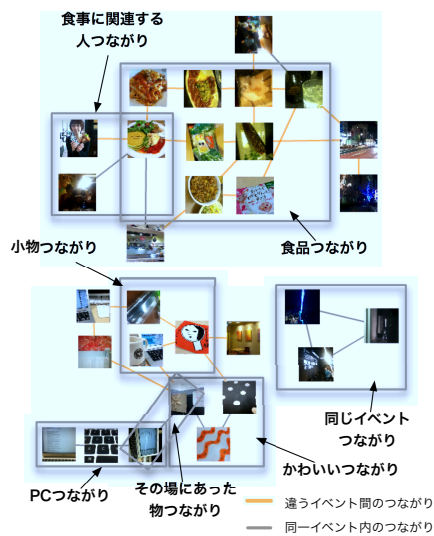 食事に関連する
人つながり
小物つながり
食品つながり
同じイベント
つながり
かわいいつながり
PCつながり
その場にあった
物つながり
違うイベント間のつながり
同一イベント内のつながり